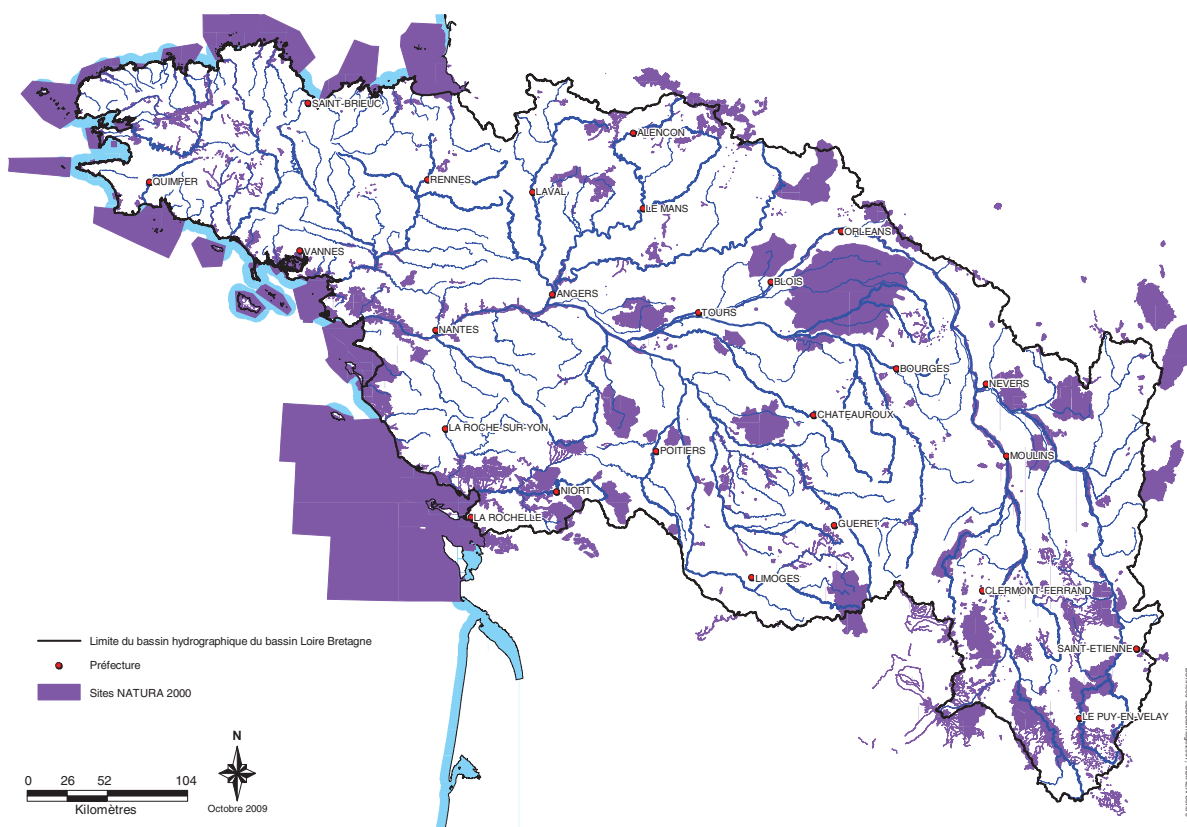 SAINT-BRIEUC
ALENCON
QUIMPER
RENNES
LAVAL
LE MANS
ORLEANS
VANNES
BLOIS
ANGERS
TOURS
NANTES
BOURGES
NEVERS
CHATEAUROUX
LA ROCHE-SUR-YON
POITIERS
MOULINS
NIORT
LA ROCHELLE
GUERET
LIMOGES
CLERMONT-FERRAND
SAINT-ETIENNE
LE PUY-EN-VELAY
Limite du bassin hydrographique du bassin Loire Bretagne
Préfecture
Sites NATURA 2000
N
0 26 52 104
Kilomètres
Octobre 2009